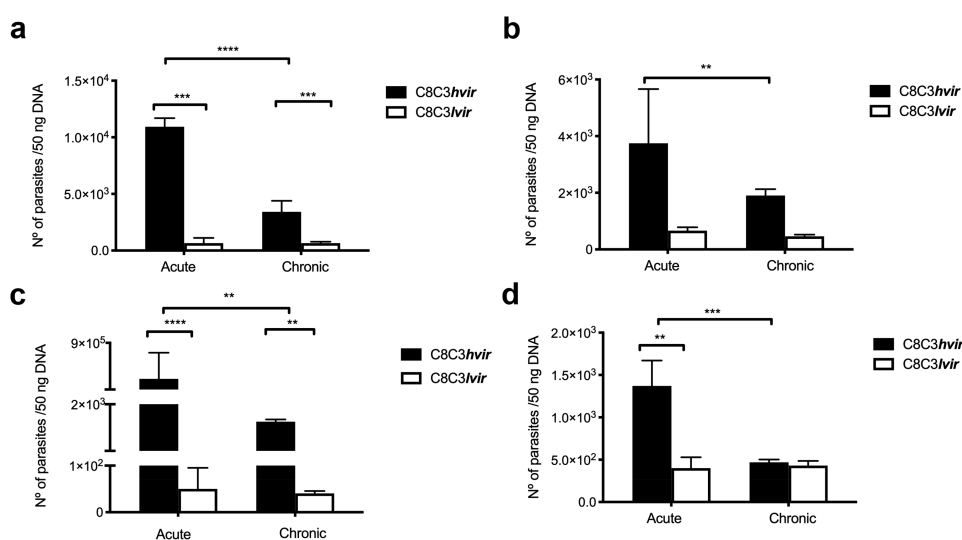 a
****
Nº of parasites /50 ng DNA
1.5×10⁴
1.0×10⁴
5.0×10³
0.0
***
***
Acute
Chronic
C8C3hvir
C8C3lvir
b
**
Nº of parasites /50 ng DNA
6×10³
4×10³
2×10³
0
Acute
Chronic
C8C3hvir
C8C3lvir
c
**
Nº of parasites /50 ng DNA
9×10⁵
2×10³
1×10²
0
****
**
Acute
Chronic
C8C3hvir
C8C3lvir
d
***
Nº of parasites /50 ng DNA
2.0×10³
1.5×10³
1.0×10³
5.0×10²
0.0
**
Acute
Chronic
C8C3hvir
C8C3lvir